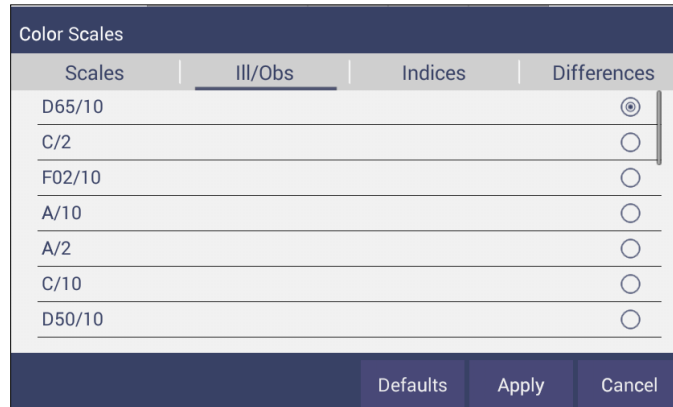 Color Scales
Scales Ill/Obs Indices Differences
D65/10
C/2
F02/10
A/10
A/2
C/10
D50/10
Defaults Apply Cancel